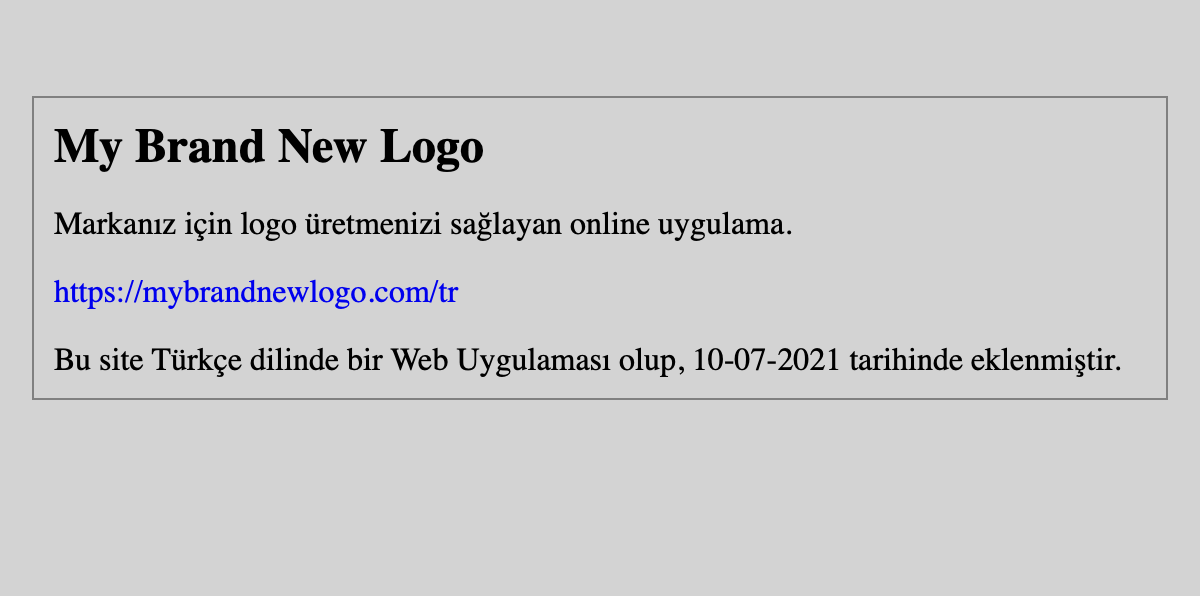 My Brand New Logo
Markanız için logo üretmenizi sağlayan online uygulama.
https://mybrandnewlogo.com/tr
Bu site Türkçe dilinde bir Web Uygulaması olup, 10-07-2021 tarihinde eklenmiştir.